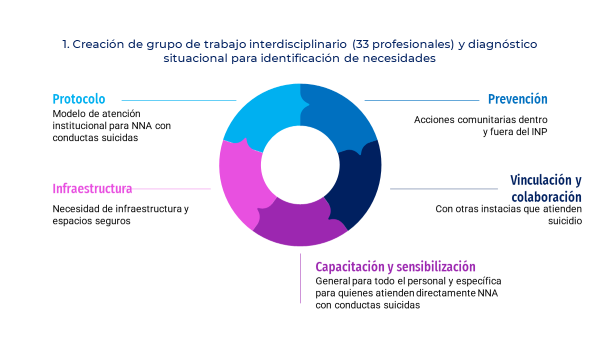 1. Creación de grupo de trabajo interdisciplinario (33 profesionales) y diagnóstico
situacional para identificación de necesidades
Protocolo
Modelo de atención
institucional para NNA con
conductas suicidas
Prevención
Acciones comunitarias dentro
y fuera del INP
Infraestructura
Necesidad de infraestructura y
espacios seguros
Vinculación y
colaboración
Con otras instacias que atienden
suicidio
Capacitación y sensibilización
General para todo el personal y específica
para quienes atienden directamente NNA
con conductas suicidas